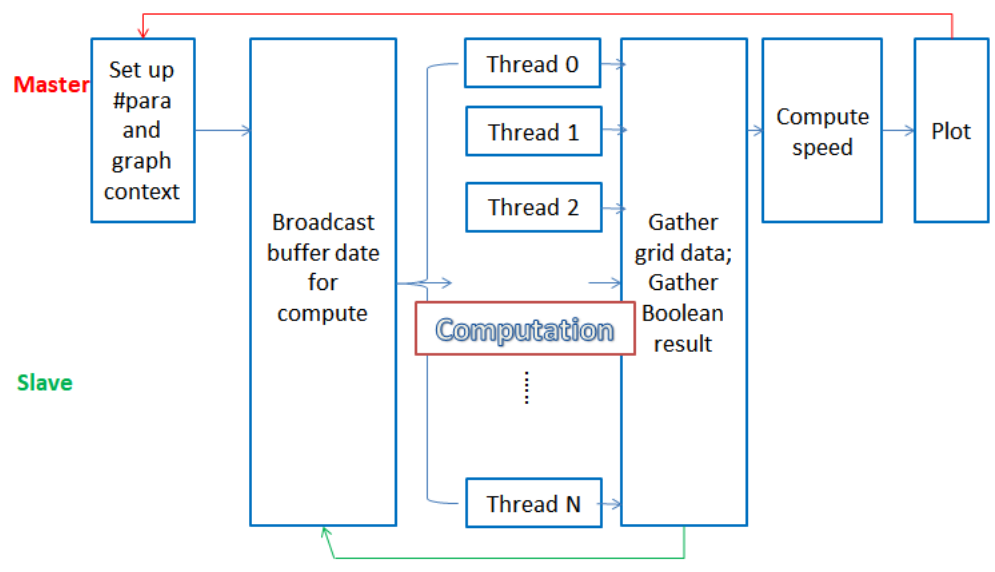 Master
Set up
#para
and
graph
context
Broadcast
buffer date
for
compute
Thread 0
Thread 1
Thread 2
Computation
Thread N
Gather
grid data;
Gather
Boolean
result
Compute
speed
Plot
Slave